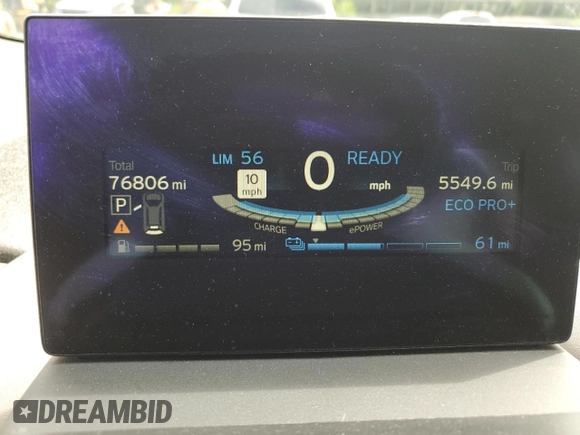 Total
76806 mi
LIM 56
10
mph
0
READY
mph
Trip
5549.6 mi
ECO PRO+
P
CHARGE
ePOWER
95 mi
61 mi
DREAMBID